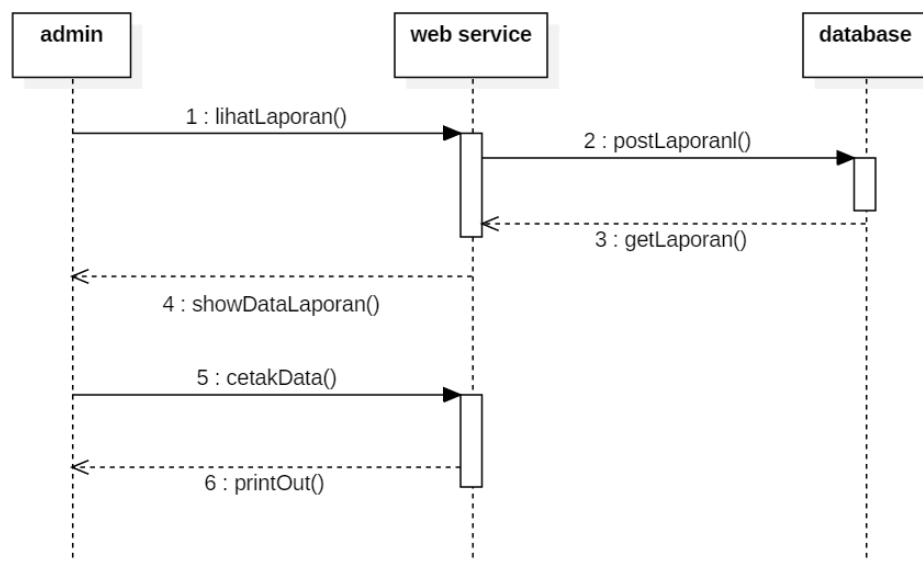 admin
web service
database
1 : lihatLaporan()
2 : postLaporanl()
3 : getLaporan()
4 : showDataLaporan()
5 : cetakData()
6 : printOut()